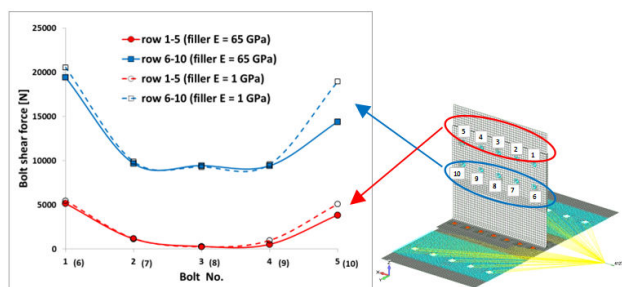 row 1-5 (filler E = 65 GPa)
row 6-10 (filler E = 65 GPa)
row 1-5 (filler E = 1 GPa)
row 6-10 (filler E = 1 GPa)
Bolt shear force [N]
25000
20000
15000
10000
5000
0
1 (6) 2 (7) 3 (8) 4 (9) 5 (10)
Bolt No.
5 4 3 2 1
10 9 8 7 6
X Y